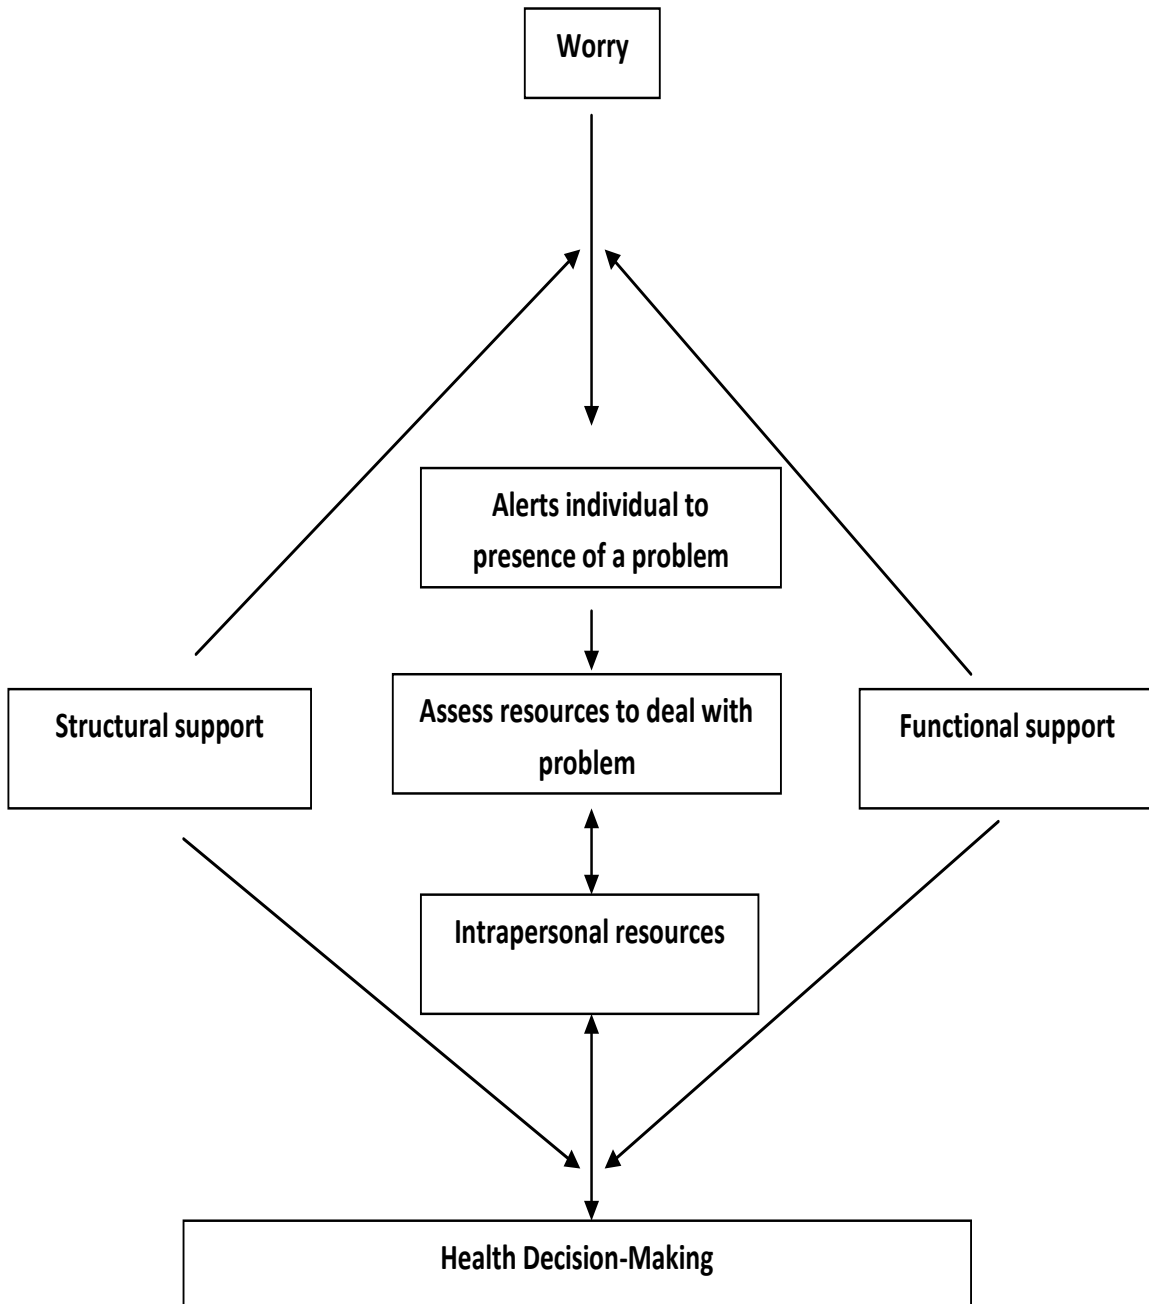 Worry
Alerts individual to
presence of a problem
Structural support
Assess resources to deal with
problem
Functional support
Intrapersonal resources
Health Decision-Making